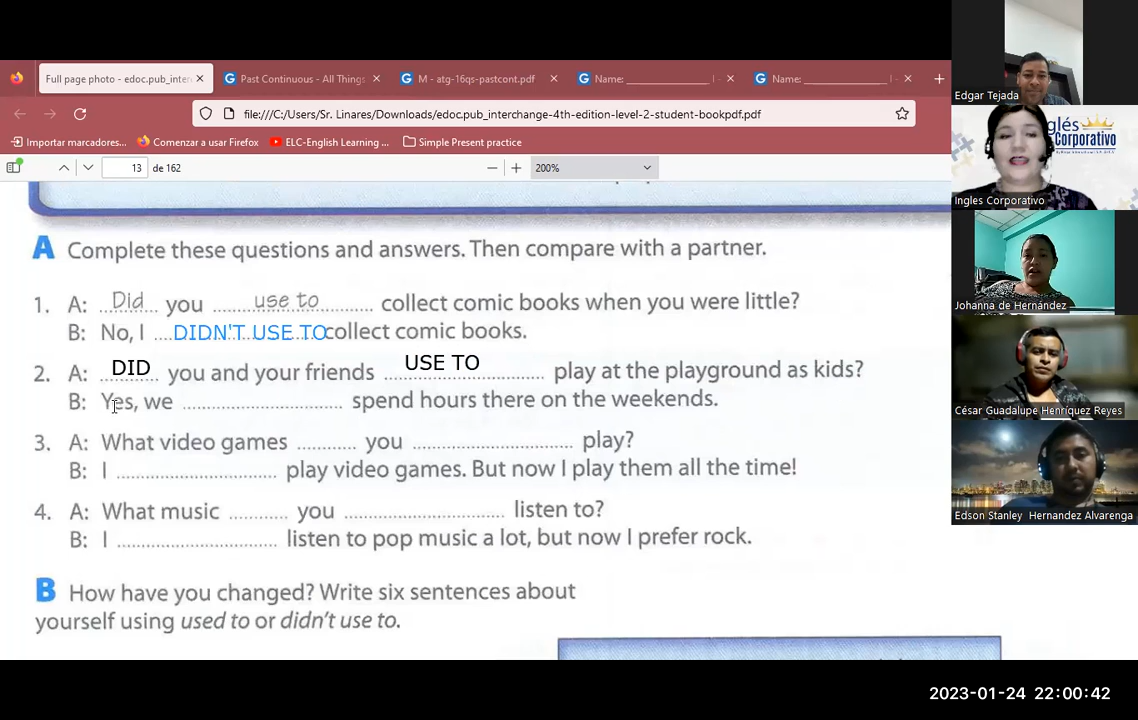 Full page photo - edoc.pub_inter
Past Continuous - All Things
M - atg-16qs-pastcont.pdf
Name: ______________ | -
Name: ______________ | -
file:///C:/Users/Sr. Linares/Downloads/edoc.pub_interchange-4th-edition-level-2-student-bookpdf.pdf
Importar marcadores...
Comenzar a usar Firefox
ELC-English Learning ...
Simple Present practice
13 de 162
200%
A Complete these questions and answers. Then compare with a partner.
1. A: Did you use to collect comic books when you were little?
B: No, I DIDN'T USE TO collect comic books.
2. A: DID you and your friends USE TO play at the playground as kids?
B: Yes, we .................... spend hours there on the weekends.
3. A: What video games .......... you .................... play?
B: I .................... play video games. But now I play them all the time!
4. A: What music .......... you .................... listen to?
B: I .................... listen to pop music a lot, but now I prefer rock.
B How have you changed? Write six sentences about
yourself using used to or didn't use to.
Edgar Tejada
glés
Corporativo
Ingles Corporativo
Johanna de Hernández
César Guadalupe Henríquez Reyes
Edson Stanley Hernandez Alvarenga
2023-01-24 22:00:42